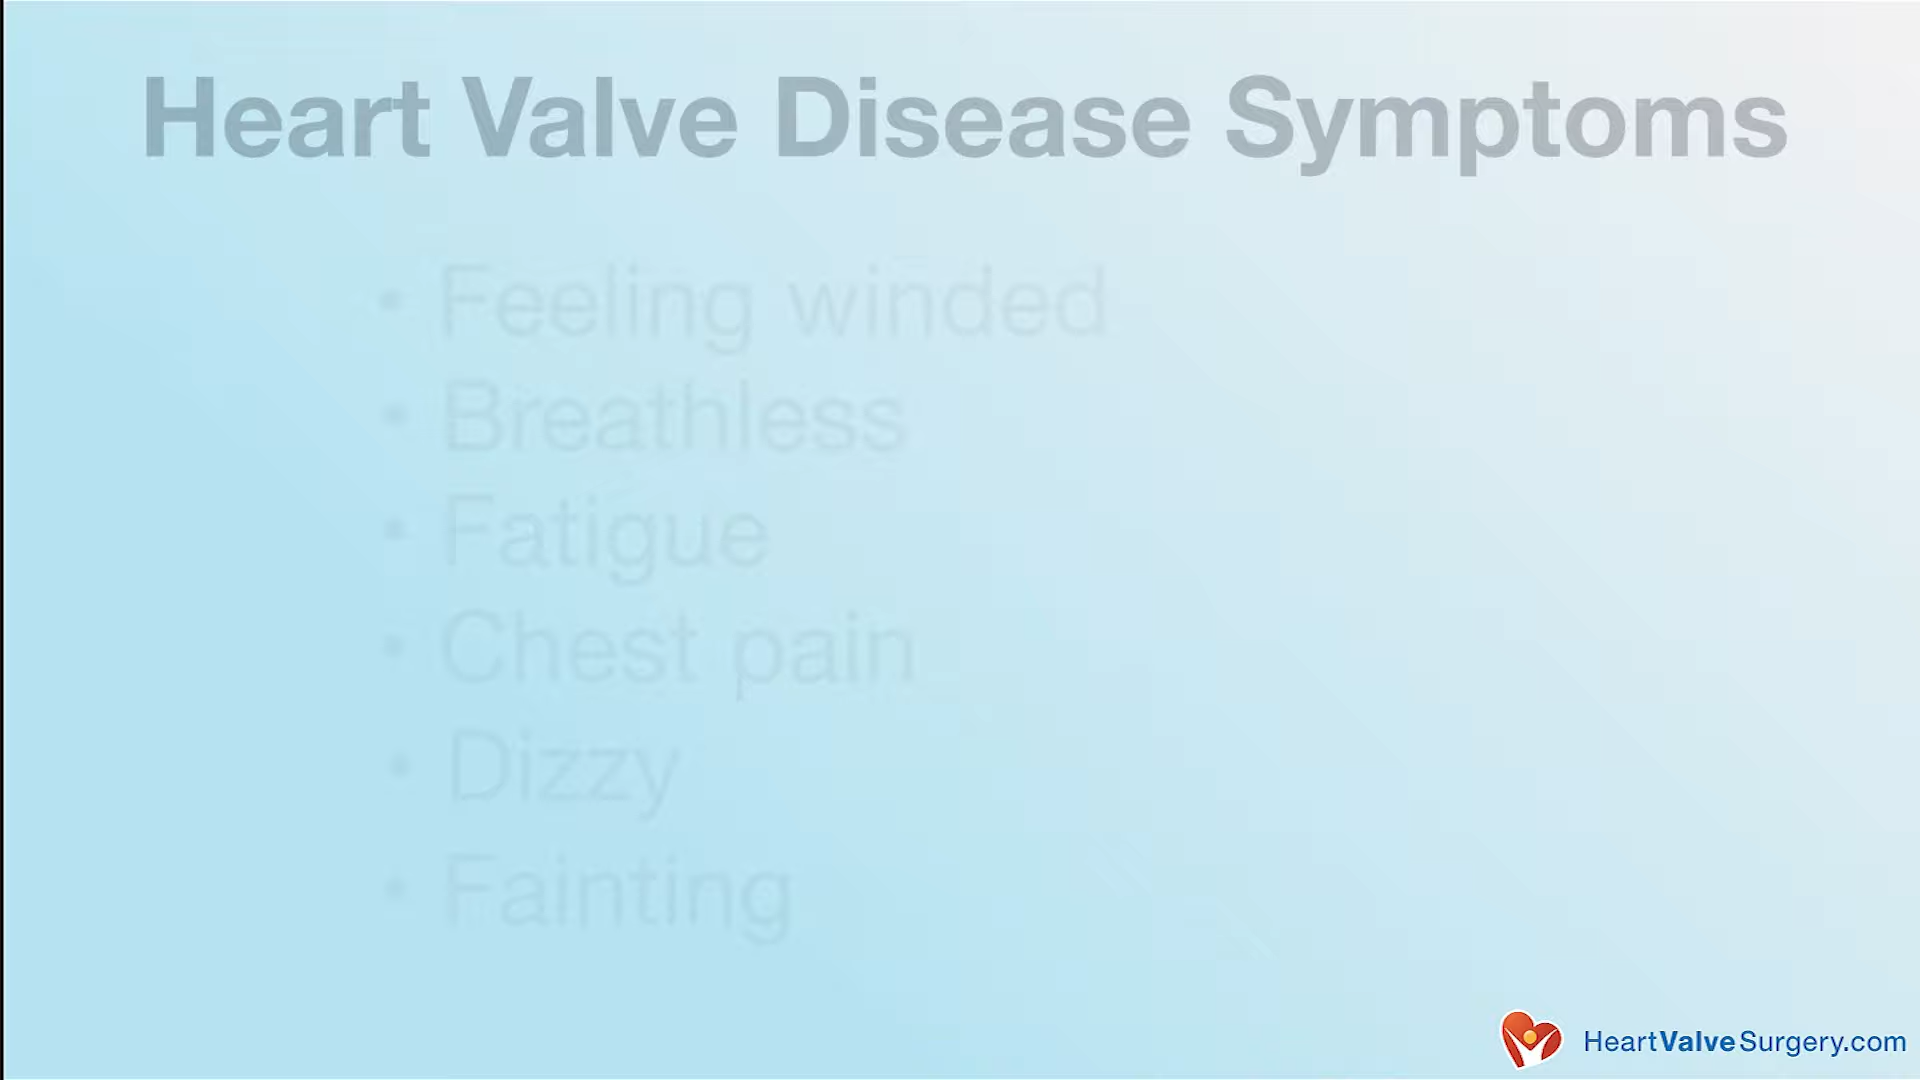 Heart Valve Disease Symptoms
• Feeling winded
• Breathless
• Fatigue
• Chest pain
• Dizzy
• Fainting
HeartValveSurgery.com